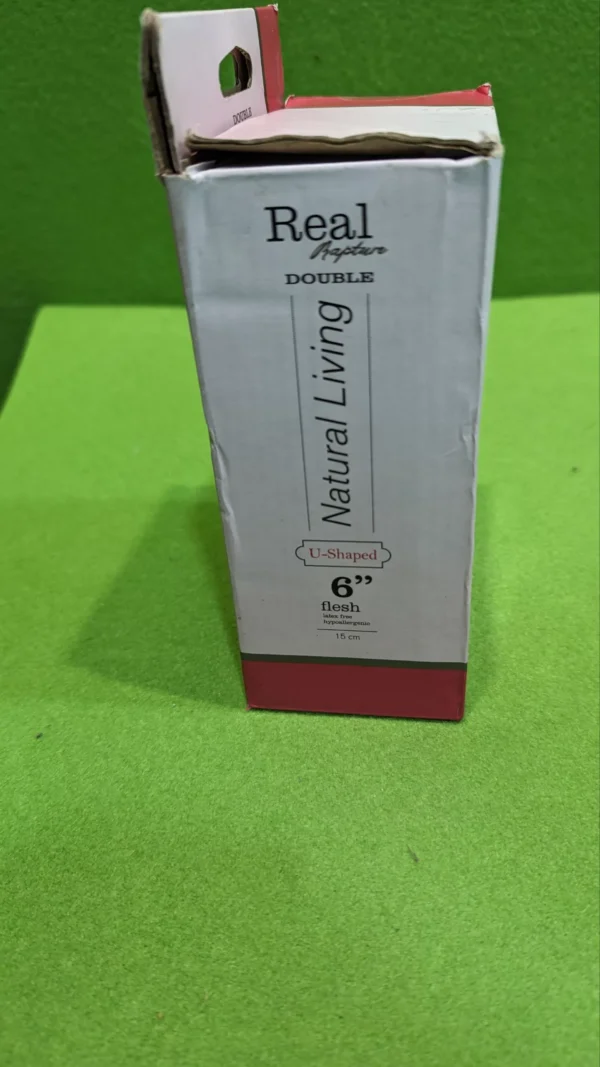 DOUBLE
Real
Rapture
DOUBLE
Natural Living
U-Shaped
6”
flesh
latex free
hypoallergenic
15 cm